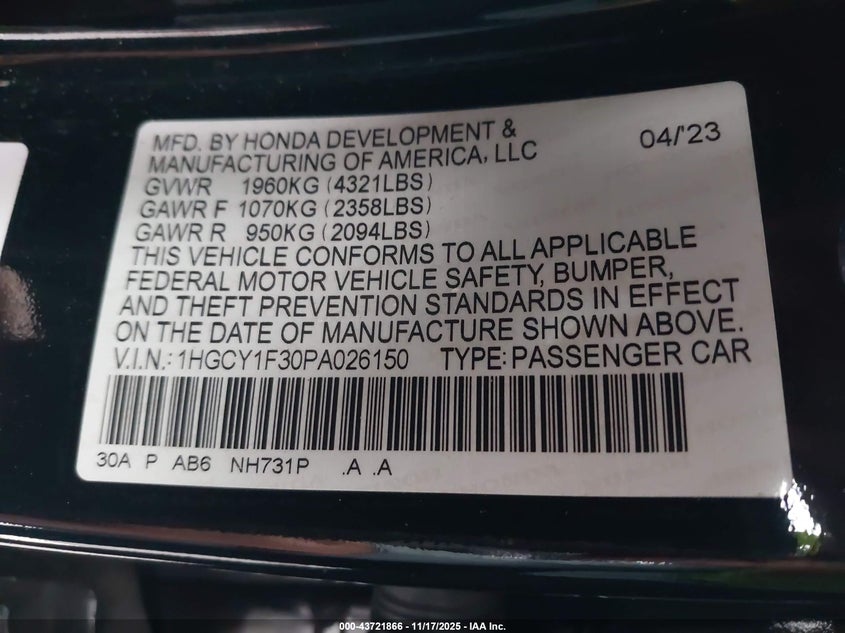 MFD. BY HONDA DEVELOPMENT &
MANUFACTURING OF AMERICA, LLC
04/'23
GVWR 1960KG (4321LBS)
GAWR F 1070KG (2358LBS)
GAWR R 950KG (2094LBS)
THIS VEHICLE CONFORMS TO ALL APPLICABLE
FEDERAL MOTOR VEHICLE SAFETY, BUMPER,
AND THEFT PREVENTION STANDARDS IN EFFECT
ON THE DATE OF MANUFACTURE SHOWN ABOVE.
V.I.N.: 1HGCY1F30PA026150 TYPE: PASSENGER CAR
30A P AB6 NH731P .A .A
000-43721866 - 11/17/2025 - IAA Inc.